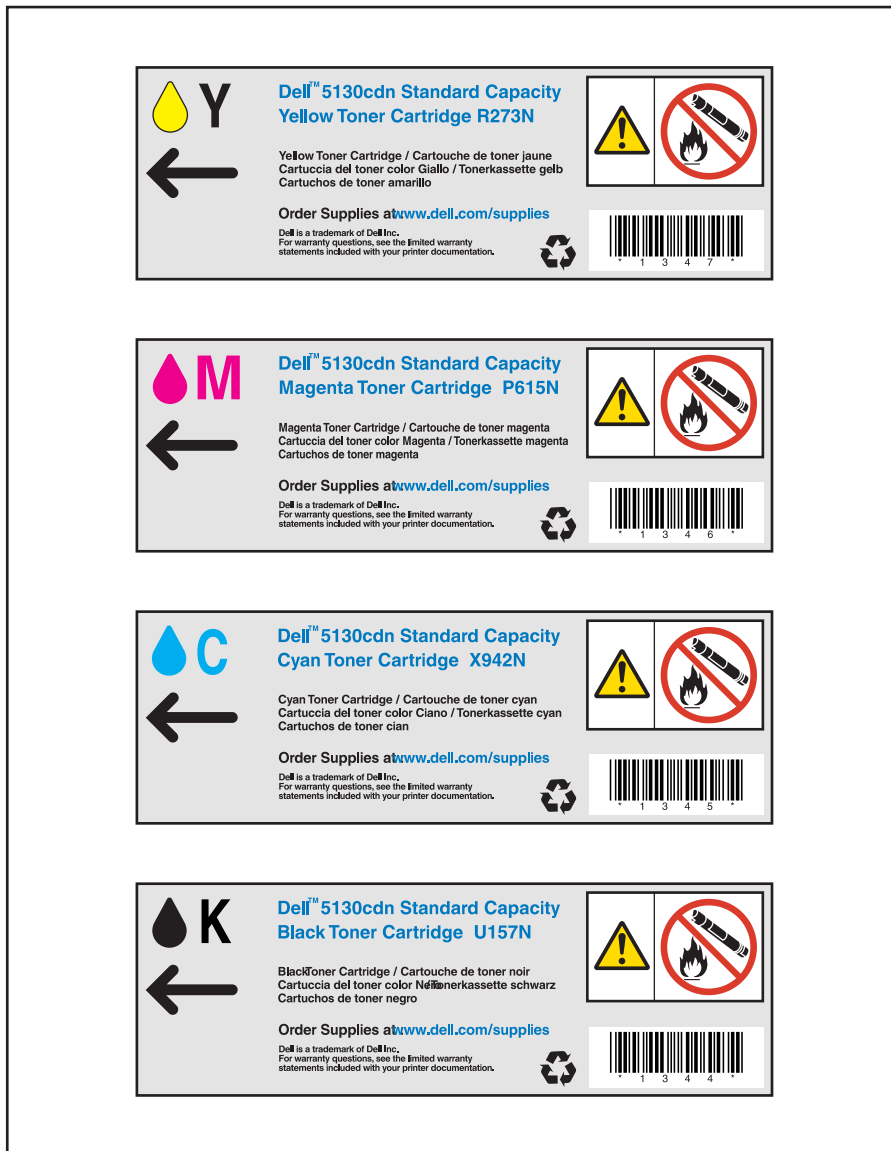 Y
Dell™ 5130cdn Standard Capacity
Yellow Toner Cartridge R273N
Yellow Toner Cartridge / Cartouche de toner jaune
Cartuccia del toner color Giallo / Tonerkassette gelb
Cartuchos de toner amarillo
Order Supplies at:www.dell.com/supplies
Dell is a trademark of Dell Inc.
For warranty questions, see the limited warranty
statements included with your printer documentation.
* 1 3 4 7 *
M
Dell™ 5130cdn Standard Capacity
Magenta Toner Cartridge P615N
Magenta Toner Cartridge / Cartouche de toner magenta
Cartuccia del toner color Magenta / Tonerkassette magenta
Cartuchos de toner magenta
Order Supplies at:www.dell.com/supplies
Dell is a trademark of Dell Inc.
For warranty questions, see the limited warranty
statements included with your printer documentation.
* 1 3 4 6 *
C
Dell™ 5130cdn Standard Capacity
Cyan Toner Cartridge X942N
Cyan Toner Cartridge / Cartouche de toner cyan
Cartuccia del toner color Ciano / Tonerkassette cyan
Cartuchos de toner cian
Order Supplies at:www.dell.com/supplies
Dell is a trademark of Dell Inc.
For warranty questions, see the limited warranty
statements included with your printer documentation.
* 1 3 4 5 *
K
Dell™ 5130cdn Standard Capacity
Black Toner Cartridge U157N
BlackToner Cartridge / Cartouche de toner noir
Cartuccia del toner color Nero /Tonerkassette schwarz
Cartuchos de toner negro
Order Supplies at:www.dell.com/supplies
Dell is a trademark of Dell Inc.
For warranty questions, see the limited warranty
statements included with your printer documentation.
* 1 3 4 4 *